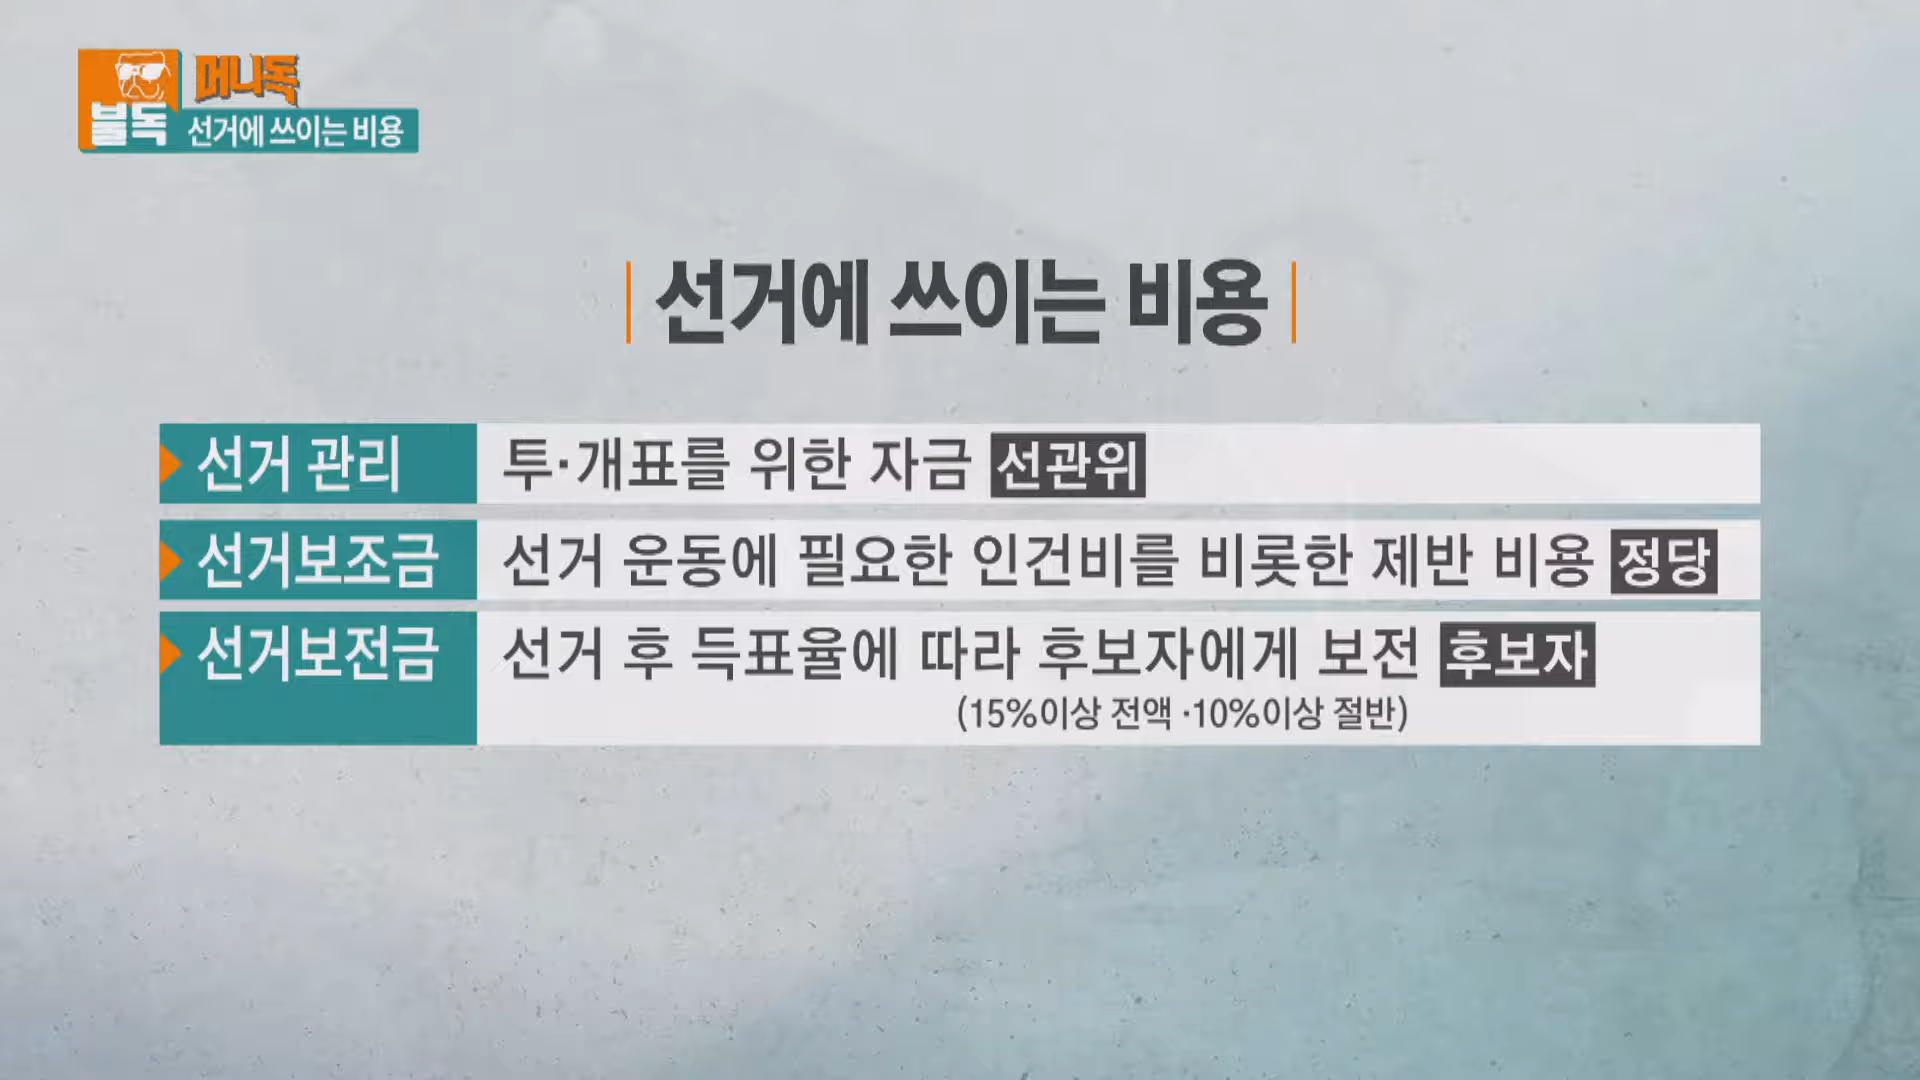 불독
머니독
선거에 쓰이는 비용
선거에 쓰이는 비용
선거 관리 투·개표를 위한 자금 선관위
선거보조금 선거 운동에 필요한 인건비를 비롯한 제반 비용 정당
선거보전금 선거 후 득표율에 따라 후보자에게 보전 후보자
(15%이상 전액 ·10%이상 절반)